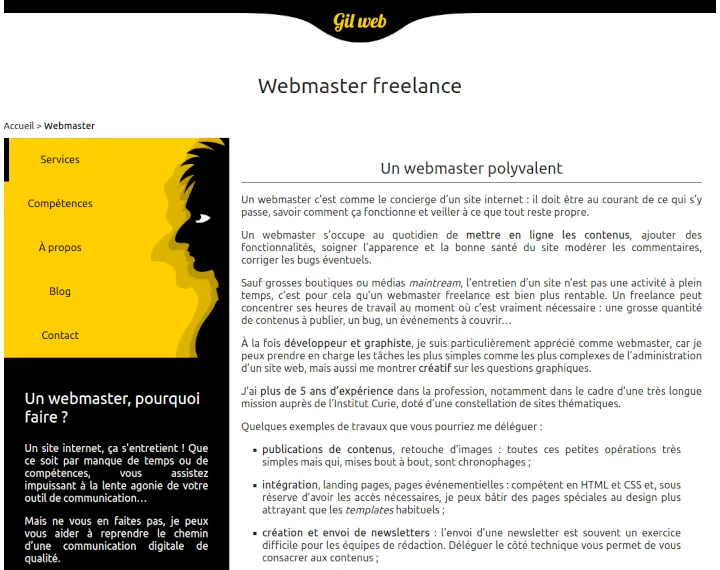 Gil web
Webmaster freelance
Accueil > Webmaster
Services
Compétences
À propos
Blog
Contact
Un webmaster, pourquoi
faire ?
Un site internet, ça s'entretient ! Que
ce soit par manque de temps ou de
compétences, vous assistez
impuissant à la lente agonie de votre
outil de communication…
Mais ne vous en faites pas, je peux
vous aider à reprendre le chemin
d'une communication digitale de
qualité.
Un webmaster polyvalent
Un webmaster c'est comme le concierge d'un site internet : il doit être au courant de ce qui s'y
passe, savoir comment ça fonctionne et veiller à ce que tout reste propre.
Un webmaster s'occupe au quotidien de mettre en ligne les contenus, ajouter des
fonctionnalités, soigner l'apparence et la bonne santé du site modérer les commentaires,
corriger les bugs éventuels.
Sauf grosses boutiques ou médias maintream, l'entretien d'un site n'est pas une activité à plein
temps, c'est pour cela qu'un webmaster freelance est bien plus rentable. Un freelance peut
concentrer ses heures de travail au moment où c'est vraiment nécessaire : une grosse quantité
de contenus à publier, un bug, un événements à couvrir…
À la fois développeur et graphiste, je suis particulièrement apprécié comme webmaster, car je
peux prendre en charge les tâches les plus simples comme les plus complexes de l'administration
d'un site web, mais aussi me montrer créatif sur les questions graphiques.
J'ai plus de 5 ans d'expérience dans la profession, notamment dans le cadre d'une très longue
mission auprès de l'Institut Curie, doté d'une constellation de sites thématiques.
Quelques exemples de travaux que vous pourriez me déléguer :
▪ publications de contenus, retouche d'images : toutes ces petites opérations très
simples mais qui, mises bout à bout, sont chronophages ;
▪ intégration, landing pages, pages événementielles : compétent en HTML et CSS et, sous
réserve d'avoir les accès nécessaires, je peux bâtir des pages spéciales au design plus
attrayant que les templates habituels ;
▪ création et envoi de newsletters : l'envoi d'une newsletter est souvent un exercice
difficile pour les équipes de rédaction. Déléguer le côté technique vous permet de vous
consacrer aux contenus ;